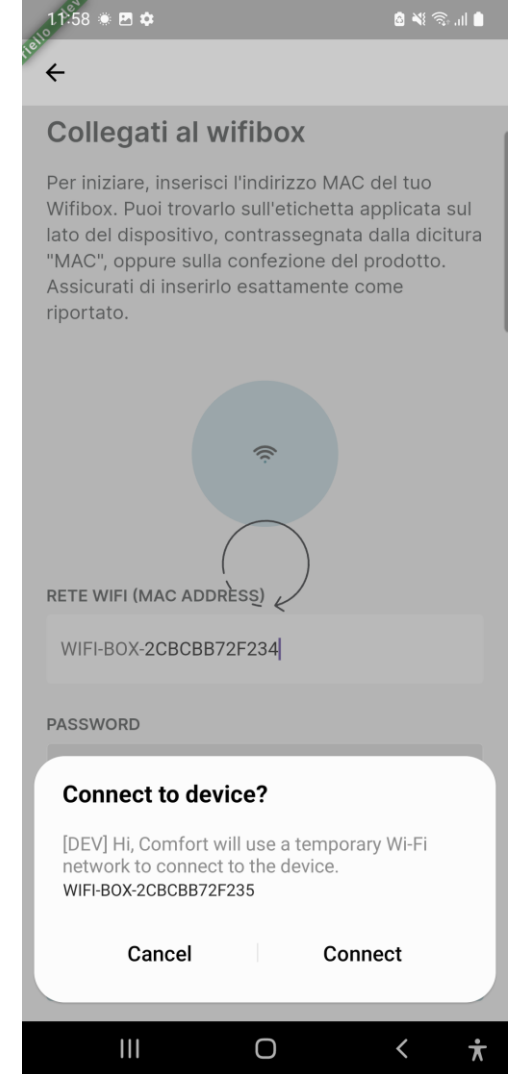 11:58
Collegati al wifibox
Per iniziare, inserisci l'indirizzo MAC del tuo
Wifibox. Puoi trovarlo sull'etichetta applicata sul
lato del dispositivo, contrassegnata dalla dicitura
"MAC", oppure sulla confezione del prodotto.
Assicurati di inserirlo esattamente come
riportato.
RETE WIFI (MAC ADDRESS)
WIFI-BOX-2CBCBB72F234
PASSWORD
Connect to device?
[DEV] Hi, Comfort will use a temporary Wi-Fi
network to connect to the device.
WIFI-BOX-2CBCBB72F235
Cancel
Connect